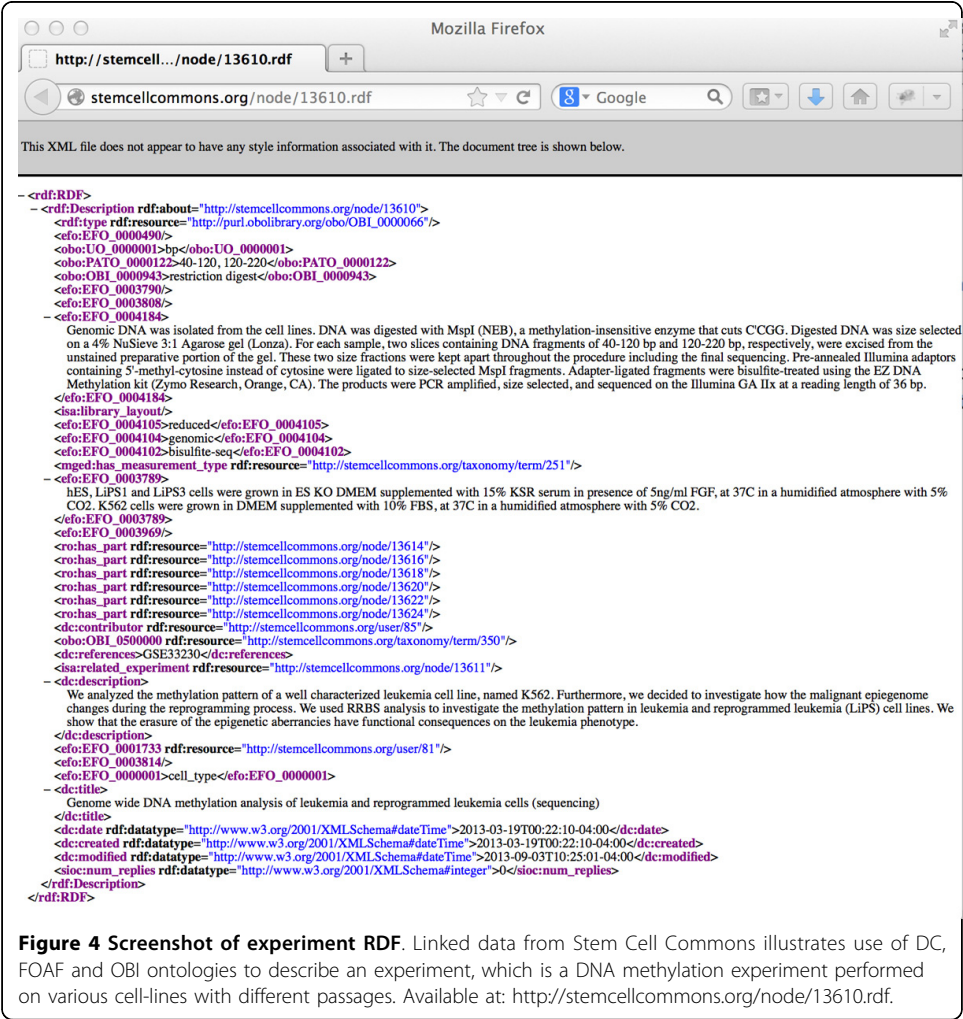 Mozilla Firefox
http://stemcell.../node/13610.rdf
+
stemcellcommons.org/node/13610.rdf
8 Google
This XML file does not appear to have any style information associated with it. The document tree is shown below.
– <rdf:RDF>
– <rdf:Description rdf:about="http://stemcellcommons.org/node/13610">
<rdf:type rdf:resource="http://purl.obolibrary.org/obo/OBI_0000066"/>
<efo:EFO_0000490/>
<obo:UO_0000001>bp</obo:UO_0000001>
<obo:PATO_0000122>40-120, 120-220</obo:PATO_0000122>
<obo:OBI_0000943>restriction digest</obo:OBI_0000943>
<efo:EFO_0003790/>
<efo:EFO_0003808/>
– <efo:EFO_0004184>
Genomic DNA was isolated from the cell lines. DNA was digested with MspI (NEB), a methylation-insensitive enzyme that cuts C'CGG. Digested DNA was size selected
on a 4% NuSieve 3:1 Agarose gel (Lonza). For each sample, two slices containing DNA fragments of 40-120 bp and 120-220 bp, respectively, were excised from the
unstained preparative portion of the gel. These two size fractions were kept apart throughout the procedure including the final sequencing. Pre-annealed Illumina adaptors
containing 5'-methyl-cytosine instead of cytosine were ligated to size-selected MspI fragments. Adapter-ligated fragments were bisulfite-treated using the EZ DNA
Methylation kit (Zymo Research, Orange, CA). The products were PCR amplified, size selected, and sequenced on the Illumina GA IIx at a reading length of 36 bp.
</efo:EFO_0004184>
<isa:library_layout/>
<efo:EFO_0004105>reduced</efo:EFO_0004105>
<efo:EFO_0004104>genomic</efo:EFO_0004104>
<efo:EFO_0004102>bisulfite-seq</efo:EFO_0004102>
<mged:has_measurement_type rdf:resource="http://stemcellcommons.org/taxonomy/term/251"/>
– <efo:EFO_0003789>
hES, LiPS1 and LiPS3 cells were grown in ES KO DMEM supplemented with 15% KSR serum in presence of 5ng/ml FGF, at 37C in a humidified atmosphere with 5%
CO2. K562 cells were grown in DMEM supplemented with 10% FBS, at 37C in a humidified atmosphere with 5% CO2.
</efo:EFO_0003789>
<efo:EFO_0003969/>
<ro:has_part rdf:resource="http://stemcellcommons.org/node/13614"/>
<ro:has_part rdf:resource="http://stemcellcommons.org/node/13616"/>
<ro:has_part rdf:resource="http://stemcellcommons.org/node/13618"/>
<ro:has_part rdf:resource="http://stemcellcommons.org/node/13620"/>
<ro:has_part rdf:resource="http://stemcellcommons.org/node/13622"/>
<ro:has_part rdf:resource="http://stemcellcommons.org/node/13624"/>
<dc:contributor rdf:resource="http://stemcellcommons.org/user/85"/>
<obo:OBI_0500000 rdf:resource="http://stemcellcommons.org/taxonomy/term/350"/>
<dc:references>GSE33230</dc:references>
<isa:related_experiment rdf:resource="http://stemcellcommons.org/node/13611"/>
– <dc:description>
We analyzed the methylation pattern of a well characterized leukemia cell line, named K562. Furthermore, we decided to investigate how the malignant epiegenome
changes during the reprogramming process. We used RRBS analysis to investigate the methylation pattern in leukemia and reprogrammed leukemia (LiPS) cell lines. We
show that the erasure of the epigenetic aberrancies have functional consequences on the leukemia phenotype.
</dc:description>
<efo:EFO_0001733 rdf:resource="http://stemcellcommons.org/user/81"/>
<efo:EFO_0003814/>
<efo:EFO_0000001>cell_type</efo:EFO_0000001>
– <dc:title>
Genome wide DNA methylation analysis of leukemia and reprogrammed leukemia cells (sequencing)
</dc:title>
<dc:date rdf:datatype="http://www.w3.org/2001/XMLSchema#dateTime">2013-03-19T00:22:10-04:00</dc:date>
<dc:created rdf:datatype="http://www.w3.org/2001/XMLSchema#dateTime">2013-03-19T00:22:10-04:00</dc:created>
<dc:modified rdf:datatype="http://www.w3.org/2001/XMLSchema#dateTime">2013-09-03T10:25:01-04:00</dc:modified>
<sioc:num_replies rdf:datatype="http://www.w3.org/2001/XMLSchema#integer">0</sioc:num_replies>
</rdf:Description>
</rdf:RDF>
Figure 4 Screenshot of experiment RDF. Linked data from Stem Cell Commons illustrates use of DC,
FOAF and OBI ontologies to describe an experiment, which is a DNA methylation experiment performed
on various cell-lines with different passages. Available at: http://stemcellcommons.org/node/13610.rdf.